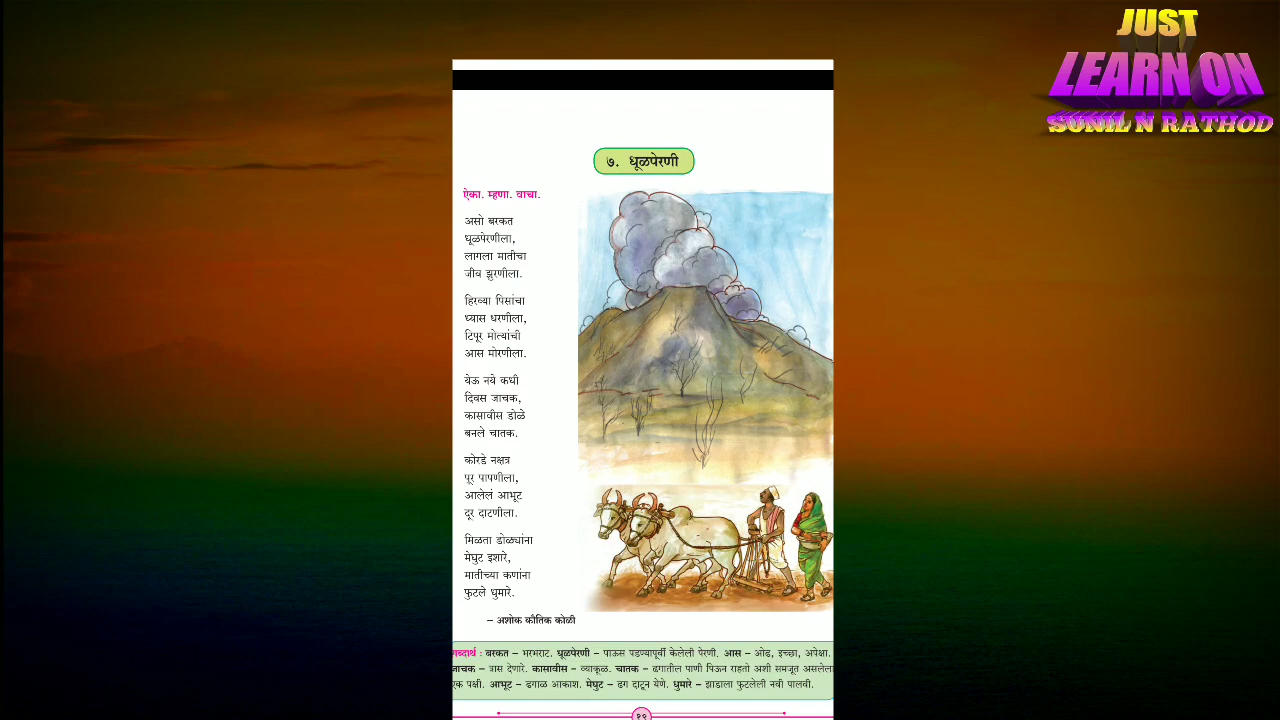 JUST
LEARN ON
SUNIL N RATHOD
७. धूळपेरणी
ऐका. म्हणा. वाचा.
असो बरकत
धूळपेरणीला,
लागला मातीचा
जीव झुरणीला.
हिरव्या पिसांचा
ध्यास धरणीला,
टिपूर मोत्यांची
आस मोरणीला.
येऊ नये कधी
दिवस जाचक,
कासावीस डोळे
बनले चातक.
कोरडे नक्षत्र
पूर पापणीला,
आलेलं आभूट
दूर दाटणीला.
मिळता डोळ्यांना
मेघुट इशारे,
मातीच्या कणांना
फुटले धुमारे.
– अशोक कौतिक कोळी
शब्दार्थ : बरकत – भरभराट. धूळपेरणी – पाऊस पडण्यापूर्वी केलेली पेरणी. आस – ओढ, इच्छा, अपेक्षा.
जाचक – त्रास देणारे. कासावीस – व्याकूळ. चातक – ढगातील पाणी पिऊन राहतो अशी समजूत असलेला
एक पक्षी. आभूट – ढगाळ आकाश. मेघुट – ढग दाटून येणे. धुमारे – झाडाला फुटलेली नवी पालवी.